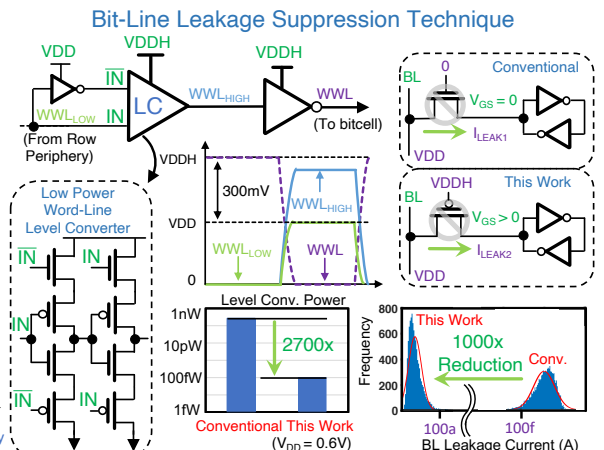 Bit-Line Leakage Suppression Technique
VDD
VDDH
VDDH
IN
LC
WWLHIGH
WWL
WWLLOW
IN
(From Row
Periphery)
(To bitcell)
0
Conventional
BL
VGS = 0
ILEAK1
VDD
VDDH
This Work
BL
VGS > 0
ILEAK2
VDD
Low Power
Word-Line
Level Converter
IN
IN
IN
IN
IN
VDDH
300mV
WWLHIGH
VDD
WWLLOW
WWL
0
Level Conv. Power
1nW
10pW
100fW
1fW
2700x
Conventional This Work
(VDD = 0.6V)
800
600
400
200
0
Frequency
This Work
1000x
Reduction
Conv.
100a
100f
BL Leakage Current (A)